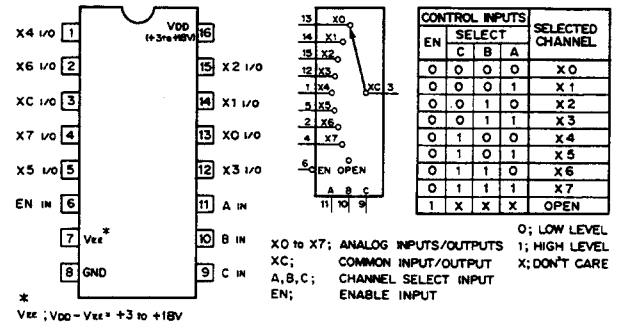 X4 I/O 1
X6 I/O 2
XC I/O 3
X7 I/O 4
X5 I/O 5
EN IN 6
7 VEE*
8 GND
VDD 16
(+3 to +18V)
15 X2 I/O
14 X1 I/O
13 X0 I/O
12 X3 I/O
11 A IN
10 B IN
9 C IN
*
VEE ; VDD - VEE = +3 to +18V
13 X0
14 X1
15 X2
12 X3
1 X4
5 X5
2 X6
4 X7
XC 3
6 EN OPEN
A B C
11 10 9
X0 to X7; ANALOG INPUTS/OUTPUTS
XC; COMMON INPUT/OUTPUT
A,B,C; CHANNEL SELECT INPUT
EN; ENABLE INPUT
CONTROL INPUTS SELECTED CHANNEL
EN SELECT
C B A
0 0 0 0 X0
0 0 0 1 X1
0 0 1 0 X2
0 0 1 1 X3
0 1 0 0 X4
0 1 0 1 X5
0 1 1 0 X6
0 1 1 1 X7
1 X X X OPEN
0; LOW LEVEL
1; HIGH LEVEL
X; DON'T CARE